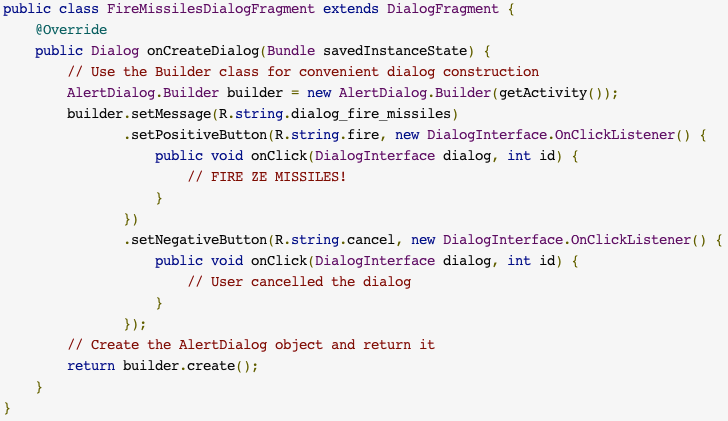 public class FireMissilesDialogFragment extends DialogFragment {
    @Override
    public Dialog onCreateDialog(Bundle savedInstanceState) {
        // Use the Builder class for convenient dialog construction
        AlertDialog.Builder builder = new AlertDialog.Builder(getActivity());
        builder.setMessage(R.string.dialog_fire_missiles)
               .setPositiveButton(R.string.fire, new DialogInterface.OnClickListener() {
                   public void onClick(DialogInterface dialog, int id) {
                       // FIRE ZE MISSILES!
                   }
               })
               .setNegativeButton(R.string.cancel, new DialogInterface.OnClickListener() {
                   public void onClick(DialogInterface dialog, int id) {
                       // User cancelled the dialog
                   }
               });
        // Create the AlertDialog object and return it
        return builder.create();
    }
}